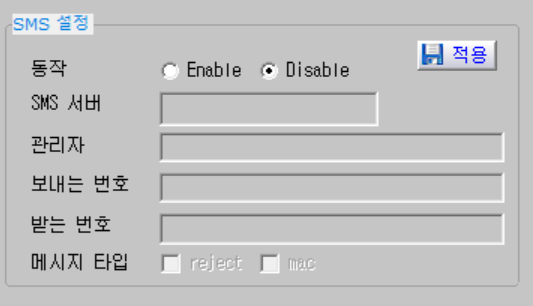 SMS 설정
적용
동작 Enable Disable
SMS 서버
관리자
보내는 번호
받는 번호
메시지 타입 reject mac